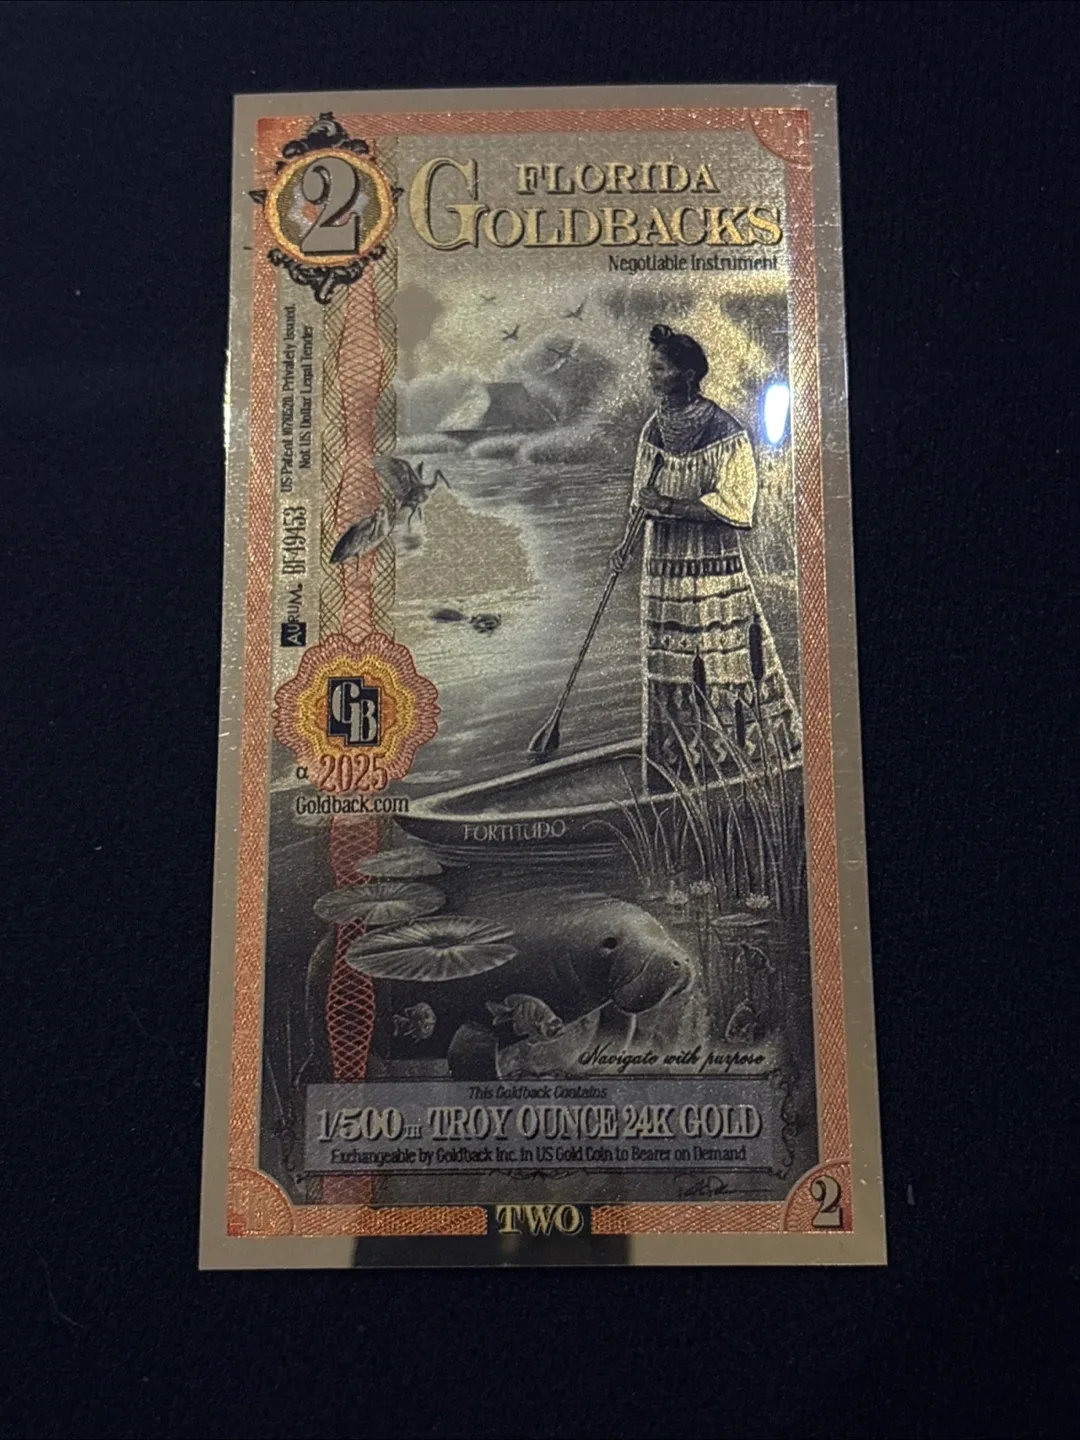 2
FLORIDA
GOLDBACKS
Negotiable Instrument
US Patent 10766520. Privately Issued.
Not US Dollar Legal Tender
AURUM BF49453
GB
α 2025
Goldback.com
FORTITUDO
Navigate with purpose
This Goldback Contains
1/500TH TROY OUNCE 24K GOLD
Exchangeable by Goldback Inc. in US Gold Coin to Bearer on Demand
TWO
2